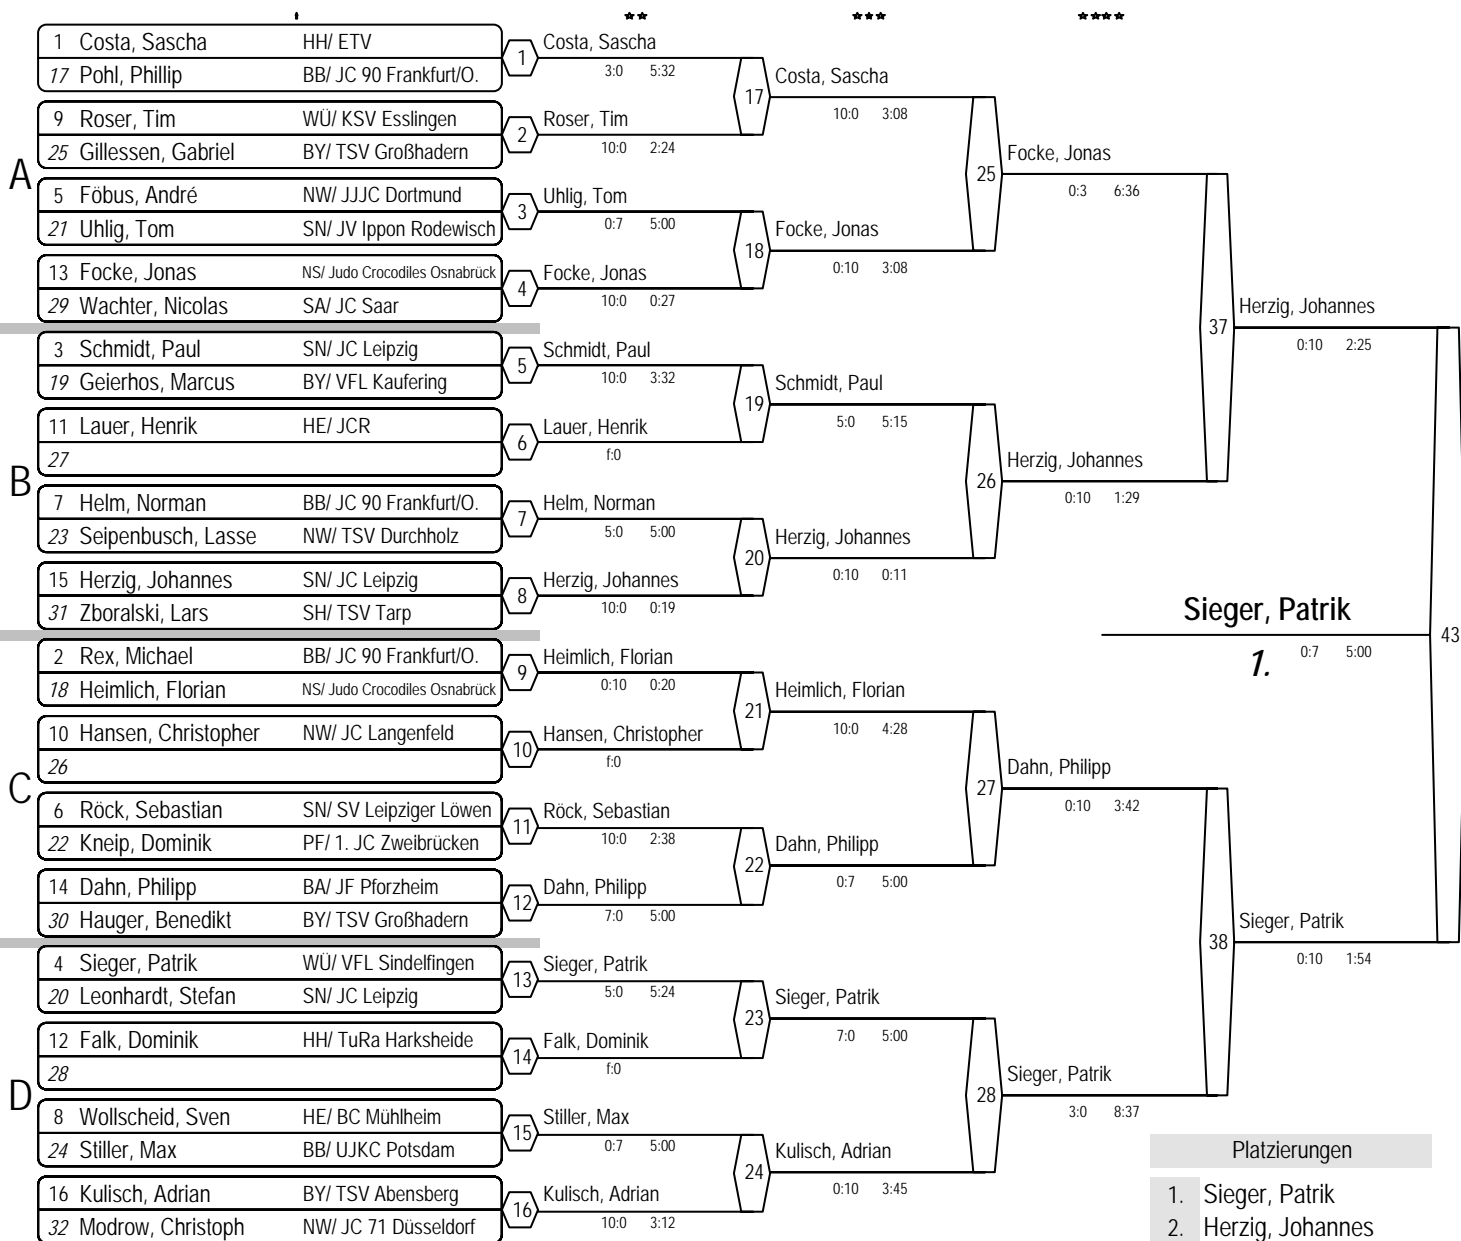 1 Costa, Sascha HH/ ETV
17 Pohl, Phillip BB/ JC 90 Frankfurt/O.
9 Roser, Tim WÜ/ KSV Esslingen
25 Gillessen, Gabriel BY/ TSV Großhadern
A
5 Föbus, André NW/ JJJC Dortmund
21 Uhlig, Tom SN/ JV Ippon Rodewisch
13 Focke, Jonas NS/ Judo Crocodiles Osnabrück
29 Wachter, Nicolas SA/ JC Saar
3 Schmidt, Paul SN/ JC Leipzig
19 Geierhos, Marcus BY/ VFL Kaufering
11 Lauer, Henrik HE/ JCR
27
B
7 Helm, Norman BB/ JC 90 Frankfurt/O.
23 Seipenbusch, Lasse NW/ TSV Durchholz
15 Herzig, Johannes SN/ JC Leipzig
31 Zboralski, Lars SH/ TSV Tarp
2 Rex, Michael BB/ JC 90 Frankfurt/O.
18 Heimlich, Florian NS/ Judo Crocodiles Osnabrück
10 Hansen, Christopher NW/ JC Langenfeld
26
C
6 Röck, Sebastian SN/ SV Leipziger Löwen
22 Kneip, Dominik PF/ 1. JC Zweibrücken
14 Dahn, Philipp BA/ JF Pforzheim
30 Hauger, Benedikt BY/ TSV Großhadern
4 Sieger, Patrik WÜ/ VFL Sindelfingen
20 Leonhardt, Stefan SN/ JC Leipzig
12 Falk, Dominik HH/ TuRa Harksheide
28
D
8 Wollscheid, Sven HE/ BC Mühlheim
24 Stiller, Max BB/ UJKC Potsdam
16 Kulisch, Adrian BY/ TSV Abensberg
32 Modrow, Christoph NW/ JC 71 Düsseldorf
1 Costa, Sascha
3:0 5:32
2 Roser, Tim
10:0 2:24
3 Uhlig, Tom
0:7 5:00
4 Focke, Jonas
10:0 0:27
5 Schmidt, Paul
10:0 3:32
6 Lauer, Henrik
f:0
7 Helm, Norman
5:0 5:00
8 Herzig, Johannes
10:0 0:19
9 Heimlich, Florian
0:10 0:20
10 Hansen, Christopher
f:0
11 Röck, Sebastian
10:0 2:38
12 Dahn, Philipp
7:0 5:00
13 Sieger, Patrik
5:0 5:24
14 Falk, Dominik
f:0
15 Stiller, Max
0:7 5:00
16 Kulisch, Adrian
10:0 3:12
17 Costa, Sascha
10:0 3:08
18 Focke, Jonas
0:10 3:08
19 Schmidt, Paul
5:0 5:15
20 Herzig, Johannes
0:10 0:11
21 Heimlich, Florian
10:0 4:28
22 Dahn, Philipp
0:7 5:00
23 Sieger, Patrik
7:0 5:00
24 Kulisch, Adrian
0:10 3:45
25 Focke, Jonas
0:3 6:36
26 Herzig, Johannes
0:10 1:29
27 Dahn, Philipp
0:10 3:42
28 Sieger, Patrik
3:0 8:37
37 Herzig, Johannes
0:10 2:25
38 Sieger, Patrik
0:10 1:54
Sieger, Patrik
43
1. 0:7 5:00
Platzierungen
1. Sieger, Patrik
2. Herzig, Johannes